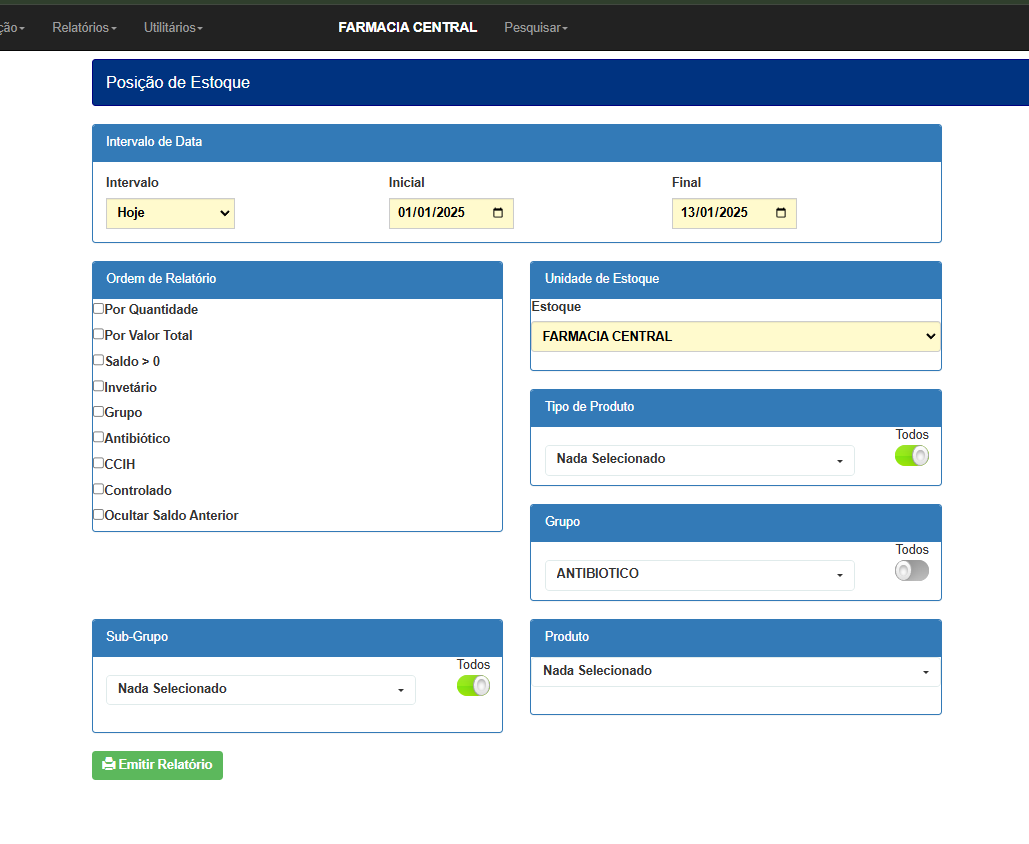 ção Relatórios Utilitários FARMACIA CENTRAL Pesquisar
Posição de Estoque
Intervalo de Data
Intervalo Inicial Final
Hoje 01/01/2025 13/01/2025
Ordem de Relatório
Por Quantidade
Por Valor Total
Saldo > 0
Invetário
Grupo
Antibiótico
CCIH
Controlado
Ocultar Saldo Anterior
Unidade de Estoque
Estoque
FARMACIA CENTRAL
Tipo de Produto
Todos
Nada Selecionado
Grupo
Todos
ANTIBIOTICO
Sub-Grupo
Todos
Nada Selecionado
Produto
Nada Selecionado
Emitir Relatório